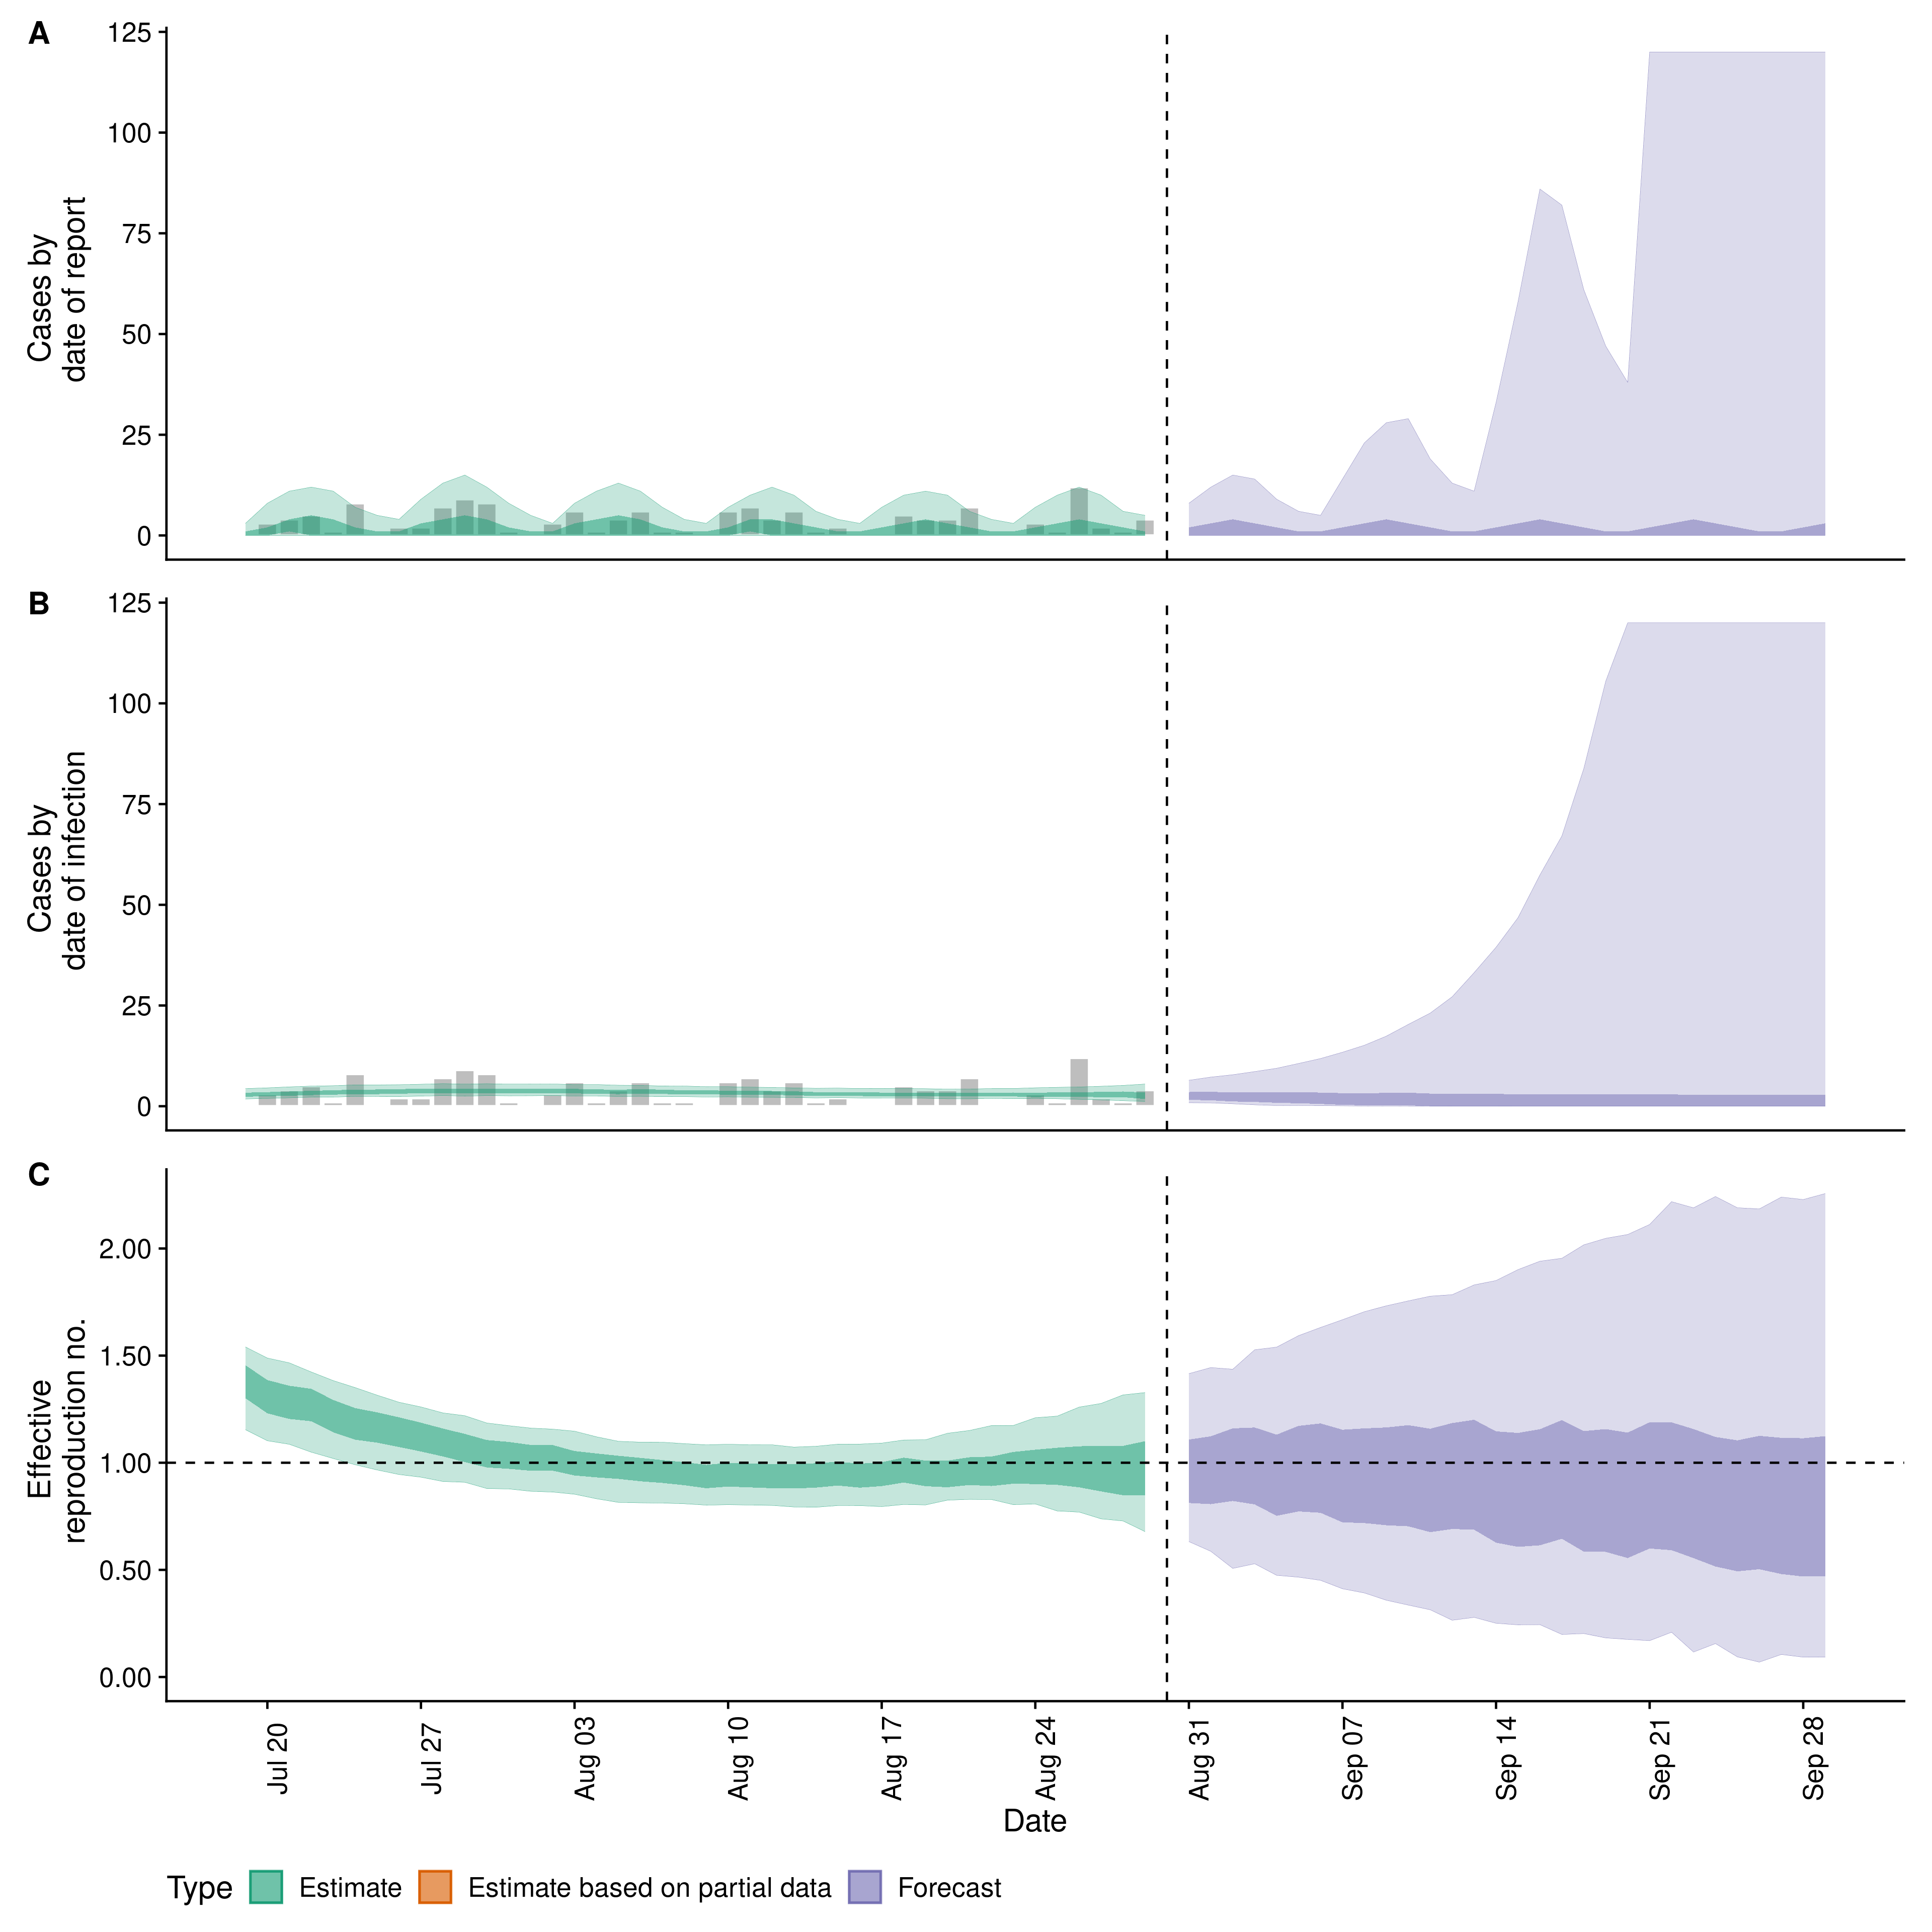 A
125
100
75
50
25
0
Cases by
date of report
B
125
100
75
50
25
0
Cases by
date of infection
C
2.00
1.50
1.00
0.50
0.00
Effective
reproduction no.
Jul 20
Jul 27
Aug 03
Aug 10
Aug 17
Aug 24
Aug 31
Sep 07
Sep 14
Sep 21
Sep 28
Date
Type Estimate Estimate based on partial data Forecast